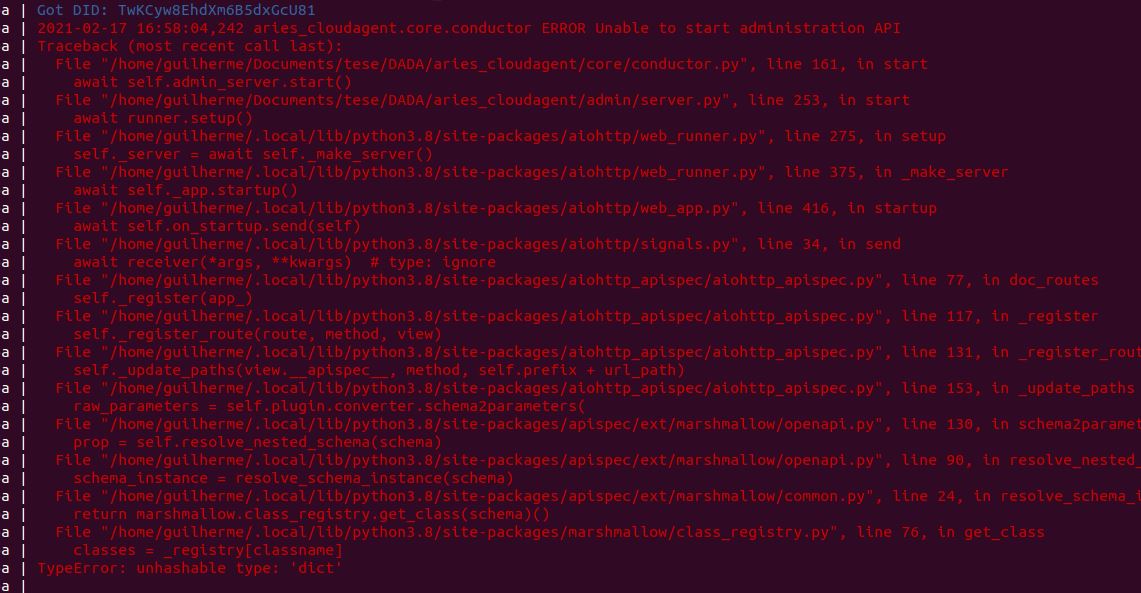 a | Got DID: TwKCyw8EhdXm6B5dxGcU81
a | 2021-02-17 16:58:04,242 aries_cloudagent.core.conductor ERROR Unable to start administration API
a | Traceback (most recent call last):
a |   File "/home/guilherme/Documents/tese/DADA/aries_cloudagent/core/conductor.py", line 161, in start
a |     await self.admin_server.start()
a |   File "/home/guilherme/Documents/tese/DADA/aries_cloudagent/admin/server.py", line 253, in start
a |     await runner.setup()
a |   File "/home/guilherme/.local/lib/python3.8/site-packages/aiohttp/web_runner.py", line 275, in setup
a |     self._server = await self._make_server()
a |   File "/home/guilherme/.local/lib/python3.8/site-packages/aiohttp/web_runner.py", line 375, in _make_server
a |     await self._app.startup()
a |   File "/home/guilherme/.local/lib/python3.8/site-packages/aiohttp/web_app.py", line 416, in startup
a |     await self.on_startup.send(self)
a |   File "/home/guilherme/.local/lib/python3.8/site-packages/aiohttp/signals.py", line 34, in send
a |     await receiver(*args, **kwargs)  # type: ignore
a |   File "/home/guilherme/.local/lib/python3.8/site-packages/aiohttp_apispec/aiohttp_apispec.py", line 77, in doc_routes
a |     self._register(app_)
a |   File "/home/guilherme/.local/lib/python3.8/site-packages/aiohttp_apispec/aiohttp_apispec.py", line 117, in _register
a |     self._register_route(route, method, view)
a |   File "/home/guilherme/.local/lib/python3.8/site-packages/aiohttp_apispec/aiohttp_apispec.py", line 131, in _register_rout
a |     self._update_paths(view.__apispec__, method, self.prefix + url_path)
a |   File "/home/guilherme/.local/lib/python3.8/site-packages/aiohttp_apispec/aiohttp_apispec.py", line 153, in _update_paths
a |     raw_parameters = self.plugin.converter.schema2parameters(
a |   File "/home/guilherme/.local/lib/python3.8/site-packages/apispec/ext/marshmallow/openapi.py", line 130, in schema2paramet
a |     prop = self.resolve_nested_schema(schema)
a |   File "/home/guilherme/.local/lib/python3.8/site-packages/apispec/ext/marshmallow/openapi.py", line 90, in resolve_nested_
a |     schema_instance = resolve_schema_instance(schema)
a |   File "/home/guilherme/.local/lib/python3.8/site-packages/apispec/ext/marshmallow/common.py", line 24, in resolve_schema_i
a |     return marshmallow.class_registry.get_class(schema)()
a |   File "/home/guilherme/.local/lib/python3.8/site-packages/marshmallow/class_registry.py", line 76, in get_class
a |     classes = _registry[classname]
a | TypeError: unhashable type: 'dict'
a |